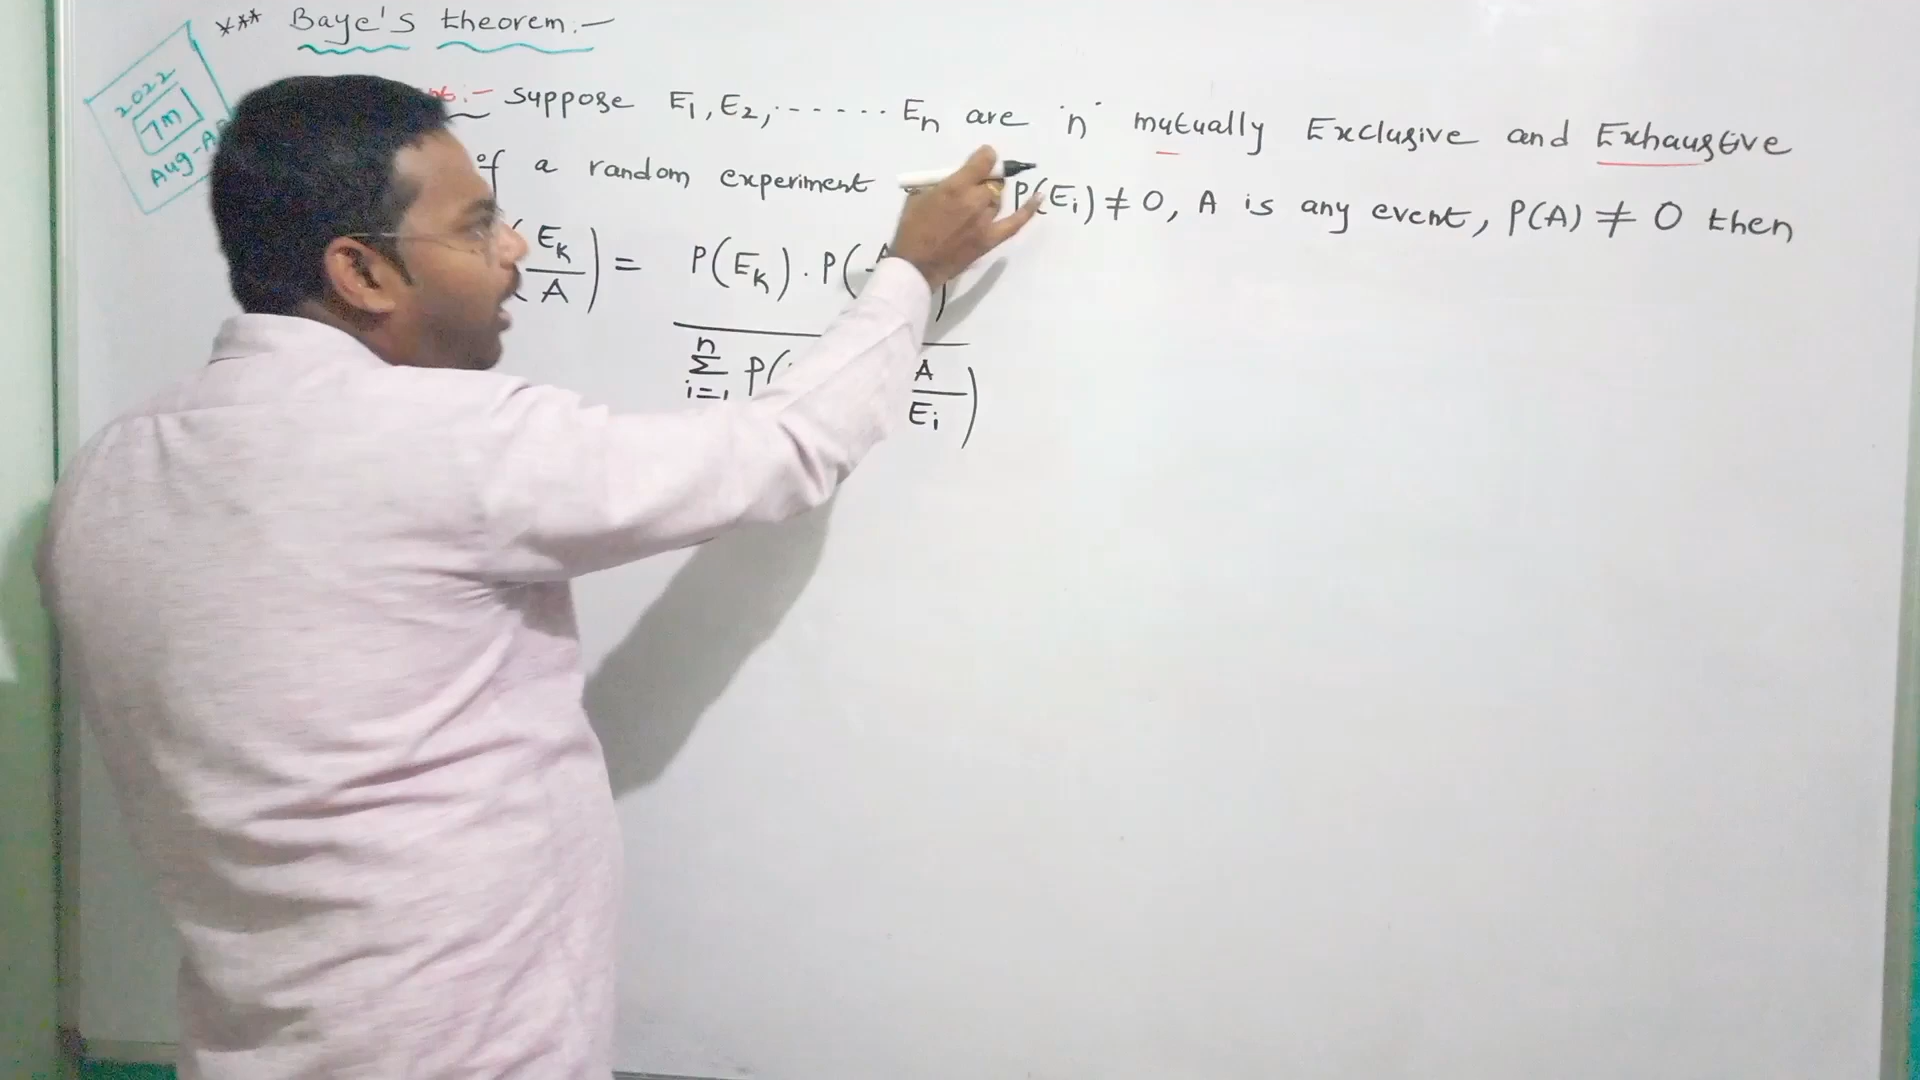 *** Baye's theorem :-
2022
7m
Aug-A
:- Suppose E1, E2, ------ En are 'n' mutually Exclusive and Exhaustive
of a random experiment P(Ei) ≠ 0, A is any event, P(A) ≠ 0 then
(Ek/A) = P(Ek) . P(
n Σ i=1 P( A/Ei)